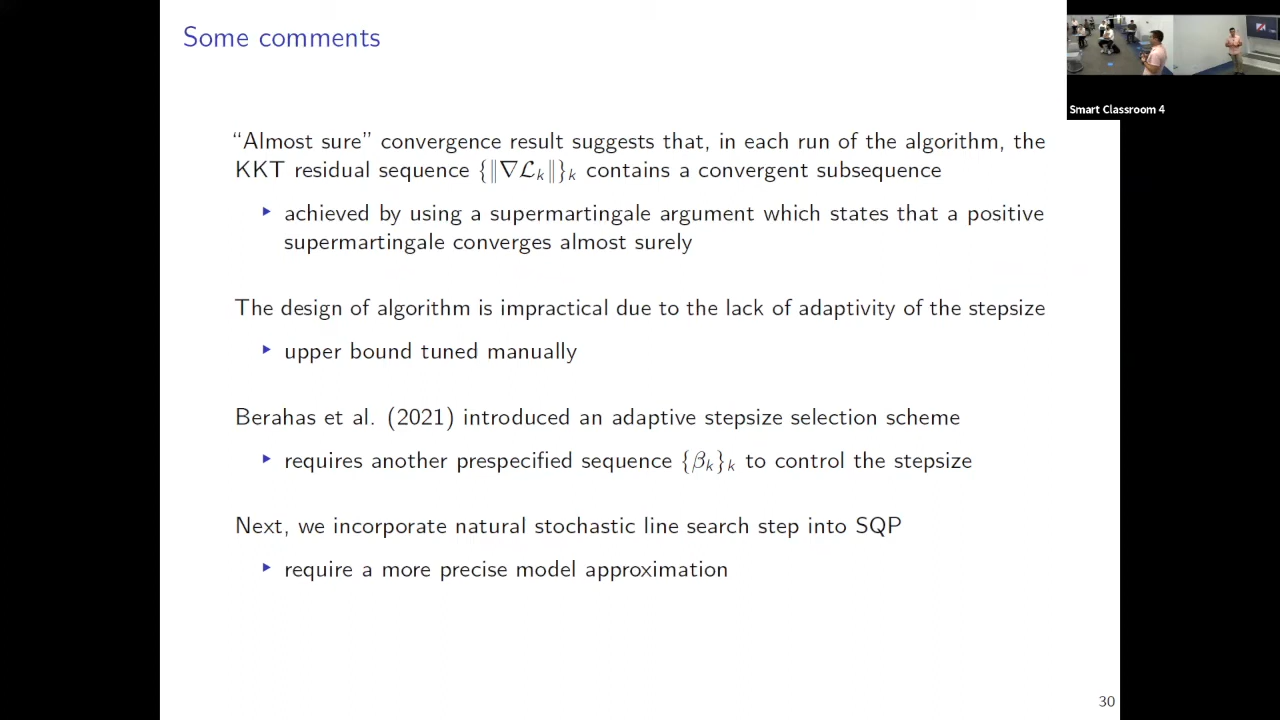 Some comments
Smart Classroom 4
“Almost sure” convergence result suggests that, in each run of the algorithm, the
KKT residual sequence {‖∇ℒₖ‖}ₖ contains a convergent subsequence
▶ achieved by using a supermartingale argument which states that a positive
supermartingale converges almost surely
The design of algorithm is impractical due to the lack of adaptivity of the stepsize
▶ upper bound tuned manually
Berahas et al. (2021) introduced an adaptive stepsize selection scheme
▶ requires another prespecified sequence {βₖ}ₖ to control the stepsize
Next, we incorporate natural stochastic line search step into SQP
▶ require a more precise model approximation
30